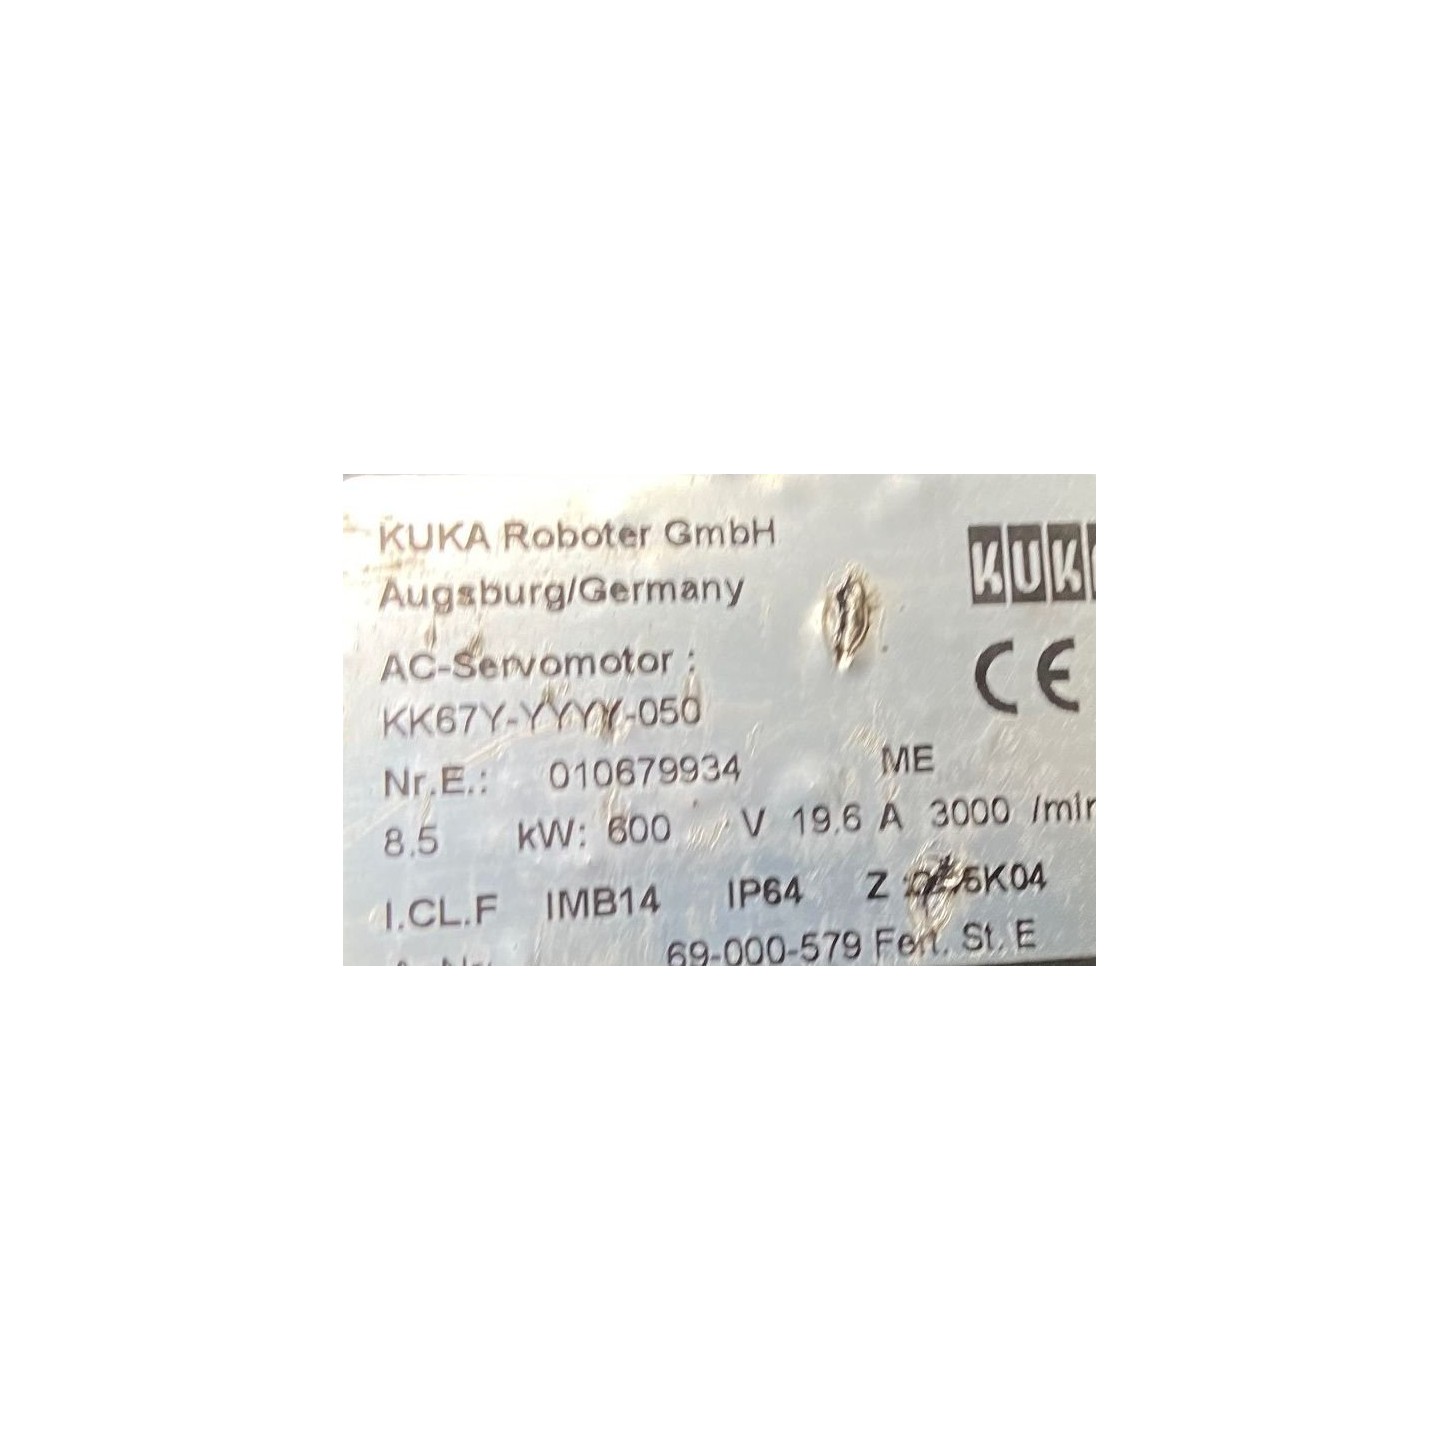 KUKA Roboter GmbH
KUK
Augsburg/Germany
CE
AC-Servomotor :
KK67Y-YYYY-050
Nr.E.: 010679934 ME
8.5 kW: 600 V 19.6 A 3000 /min
I.CL.F IMB14 IP64 Z
69-000-579 Fert. St. E